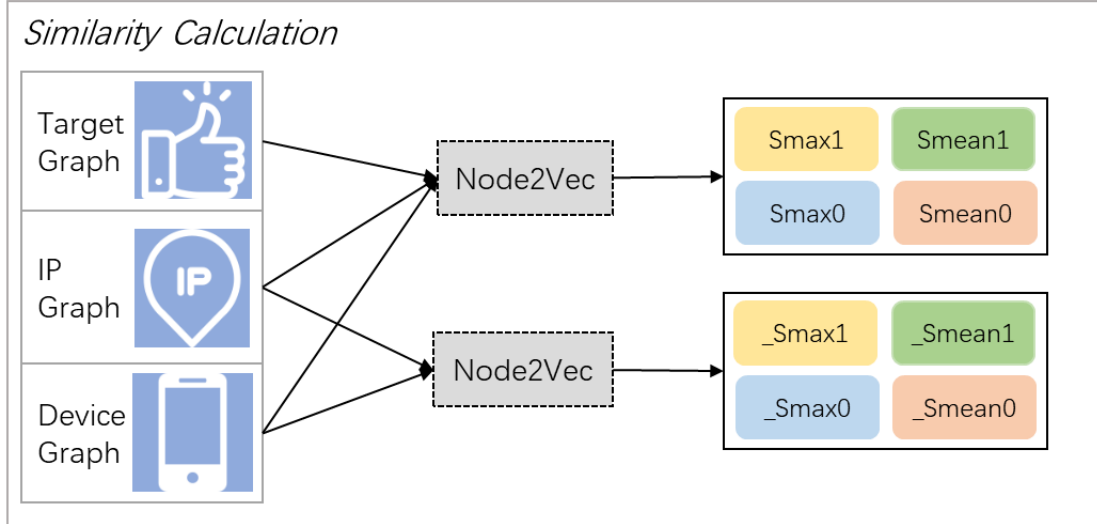 Similarity Calculation
Target
Graph
IP
Graph
IP
Device
Graph
Node2Vec
Node2Vec
Smax1
Smean1
Smax0
Smean0
_Smax1
_Smean1
_Smax0
_Smean0